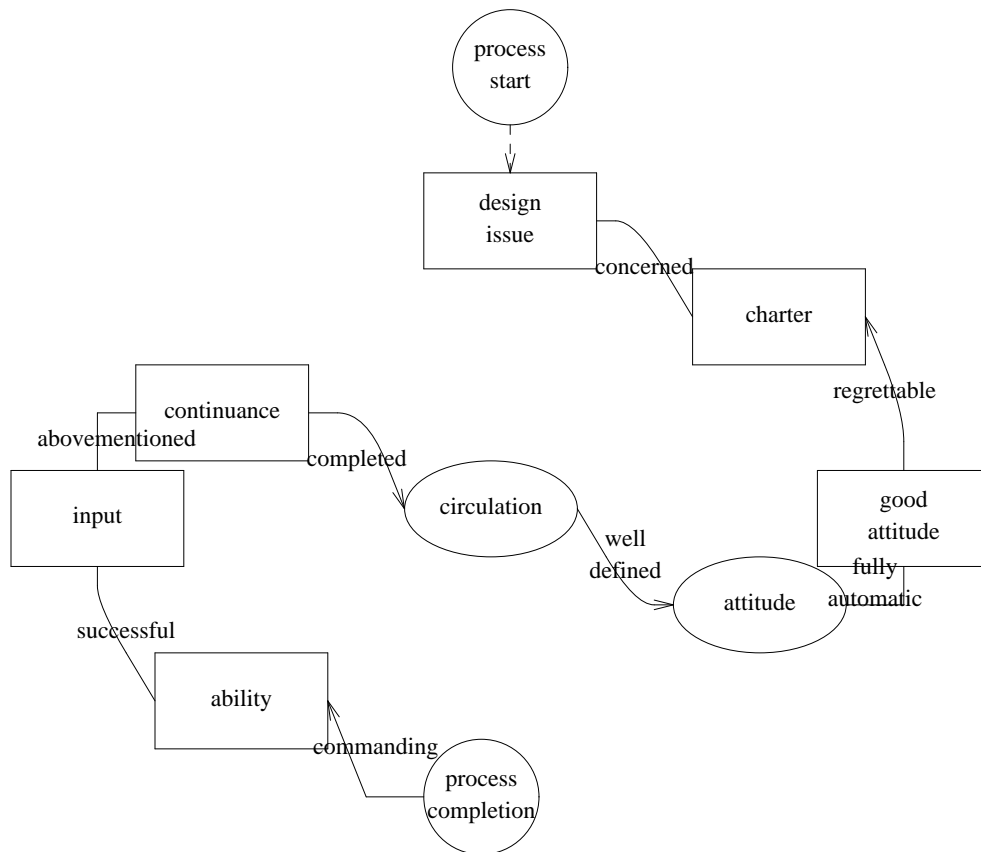 process
start
design
issue
concerned
charter
regrettable
continuance
abovementioned
completed
input
circulation
good
attitude
well
defined
fully
automatic
attitude
successful
ability
commanding
process
completion